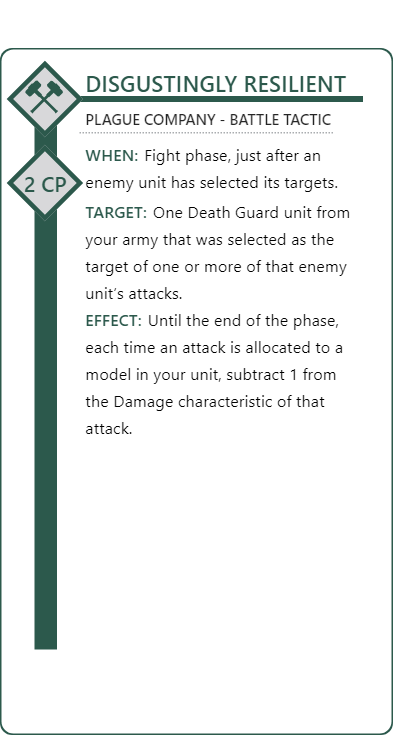 DISGUSTINGLY RESILIENT
PLAGUE COMPANY - BATTLE TACTIC
2 CP
WHEN: Fight phase, just after an
enemy unit has selected its targets.
TARGET: One Death Guard unit from
your army that was selected as the
target of one or more of that enemy
unit's attacks.
EFFECT: Until the end of the phase,
each time an attack is allocated to a
model in your unit, subtract 1 from
the Damage characteristic of that
attack.